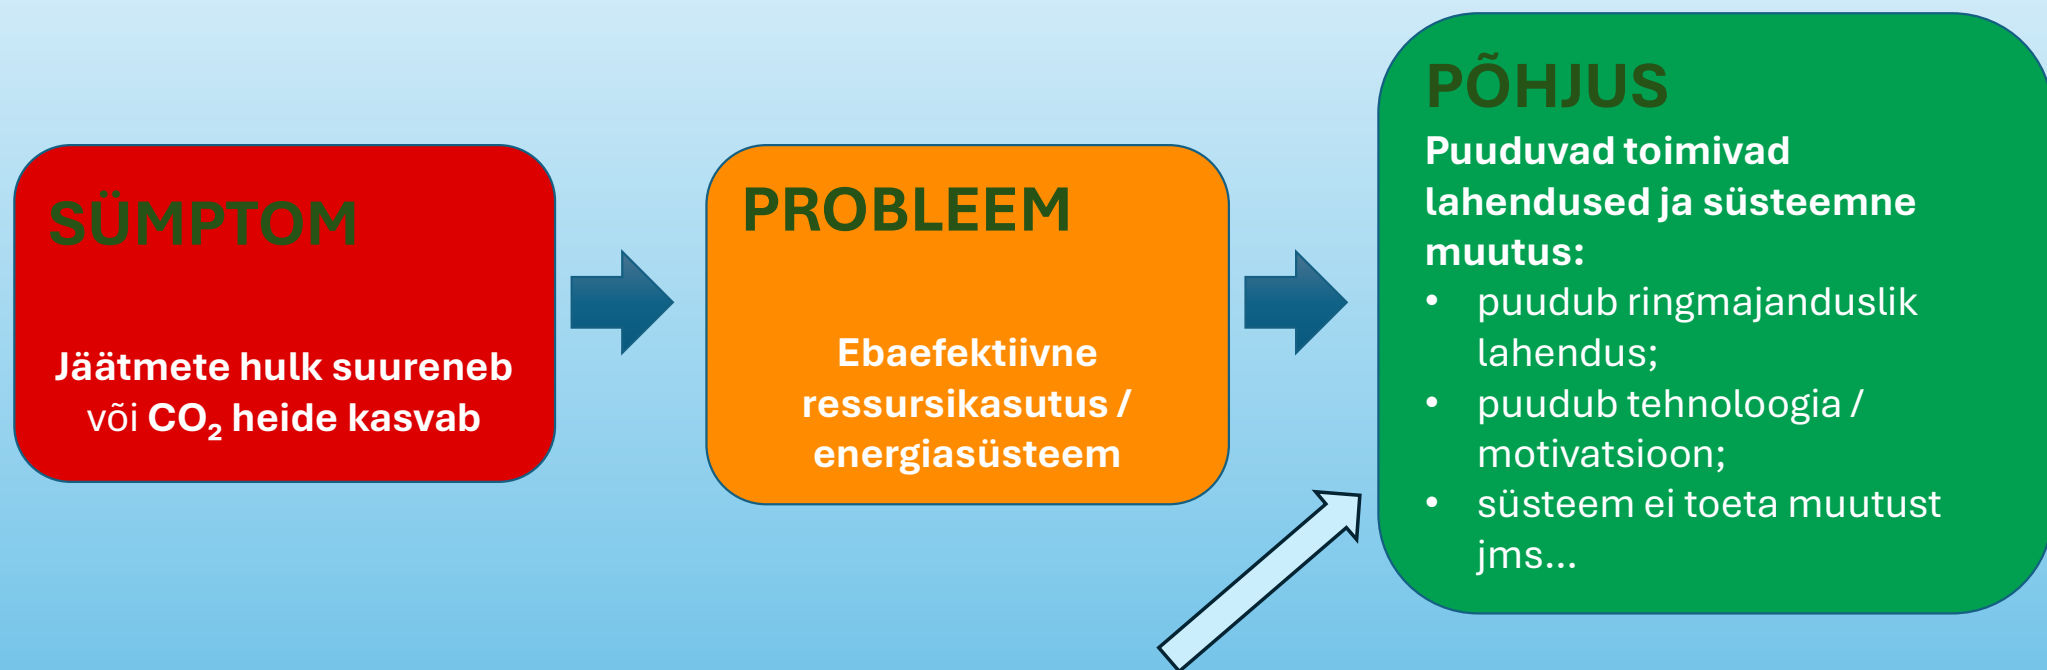 SÜMPTOM
Jäätmete hulk suureneb
või CO₂ heide kasvab
PROBLEEM
Ebaefektiivne
ressursikasutus /
energiasüsteem
PÕHJUS
Puuduvad toimivad
lahendused ja süsteemne
muutus:
• puudub ringmajanduslik
lahendus;
• puudub tehnoloogia /
motivatsioon;
• süsteem ei toeta muutust
jms...